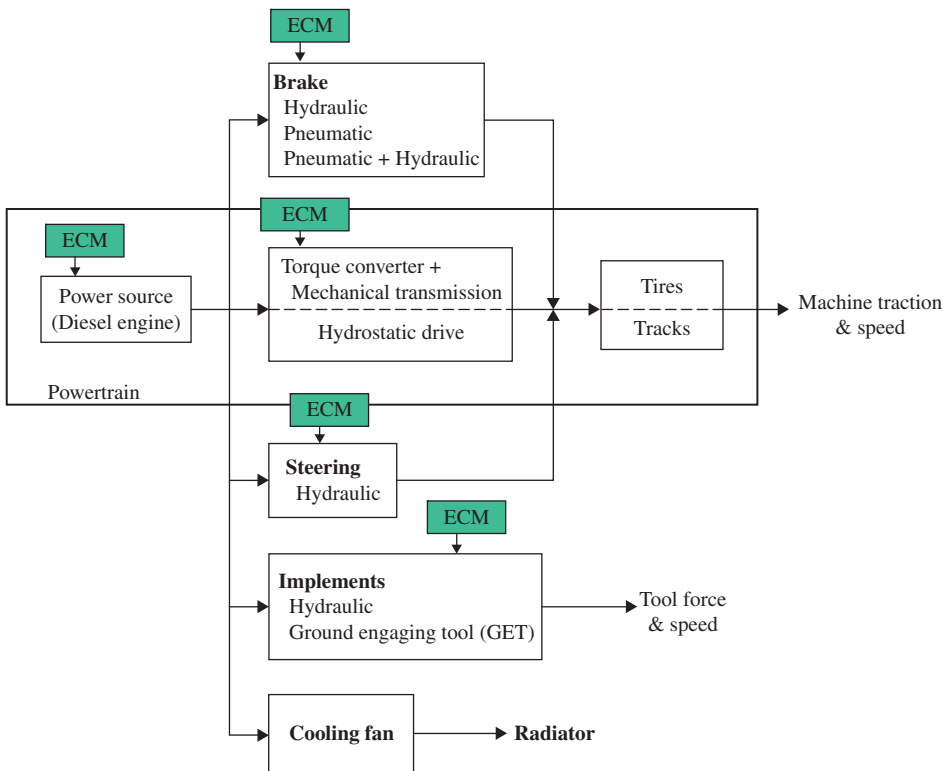 ECM
Brake
Hydraulic
Pneumatic
Pneumatic + Hydraulic
ECM
ECM
Power source
(Diesel engine)
Torque converter +
Mechanical transmission
Hydrostatic drive
Tires
Tracks
Machine traction
& speed
Powertrain
ECM
Steering
Hydraulic
ECM
Implements
Hydraulic
Ground engaging tool (GET)
Tool force
& speed
Cooling fan
Radiator